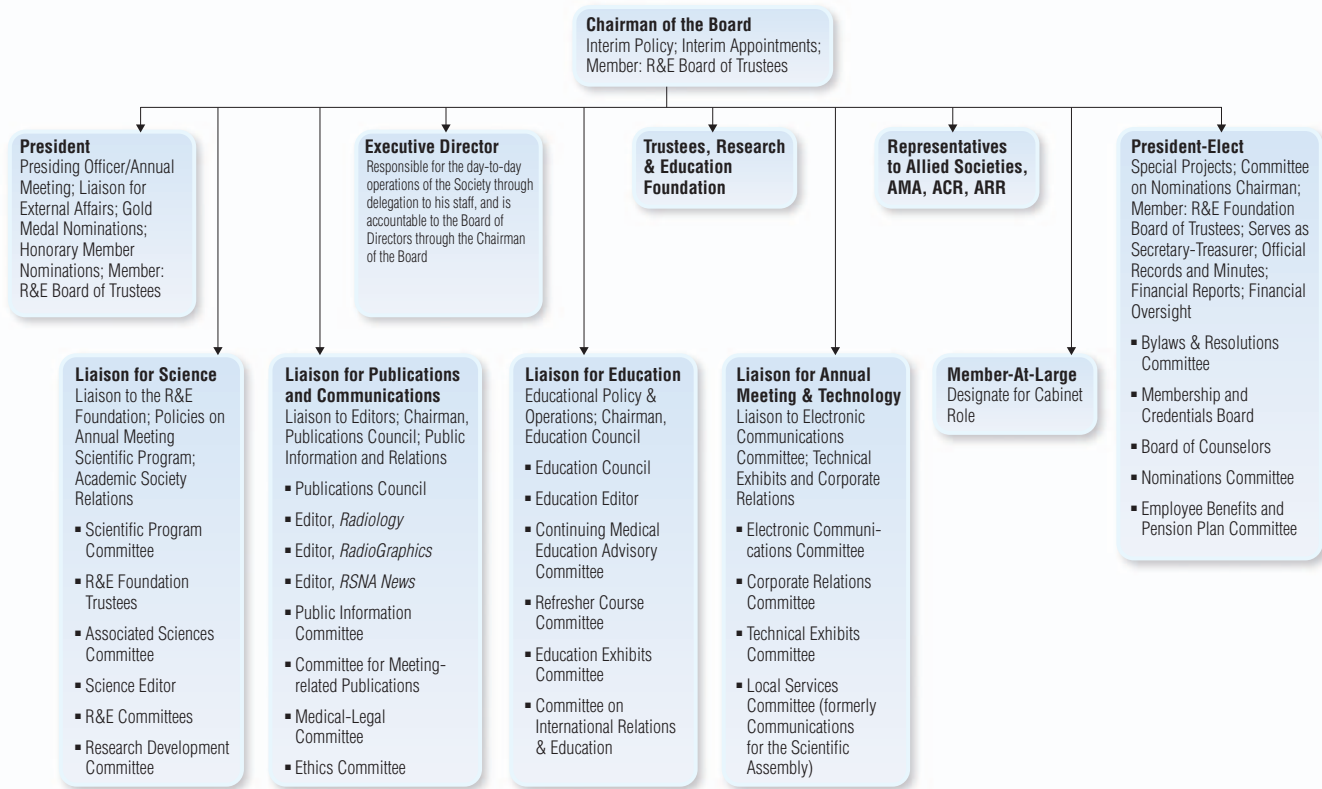 Chairman of the Board
Interim Policy; Interim Appointments;
Member: R&E Board of Trustees
President
Presiding Officer/Annual
Meeting; Liaison for
External Affairs; Gold
Medal Nominations;
Honorary Member
Nominations; Member:
R&E Board of Trustees
Executive Director
Responsible for the day-to-day
operations of the Society through
delegation to his staff, and is
accountable to the Board of
Directors through the Chairman
of the Board
Trustees, Research
& Education
Foundation
Representatives
to Allied Societies,
AMA, ACR, ARR
President-Elect
Special Projects; Committee
on Nominations Chairman;
Member: R&E Foundation
Board of Trustees; Serves as
Secretary-Treasurer; Official
Records and Minutes;
Financial Reports; Financial
Oversight
▪ Bylaws & Resolutions
Committee
▪ Membership and
Credentials Board
▪ Board of Counselors
▪ Nominations Committee
▪ Employee Benefits and
Pension Plan Committee
Liaison for Science
Liaison to the R&E
Foundation; Policies on
Annual Meeting
Scientific Program;
Academic Society
Relations
▪ Scientific Program
Committee
▪ R&E Foundation
Trustees
▪ Associated Sciences
Committee
▪ Science Editor
▪ R&E Committees
▪ Research Development
Committee
Liaison for Publications
and Communications
Liaison to Editors; Chairman,
Publications Council; Public
Information and Relations
▪ Publications Council
▪ Editor, Radiology
▪ Editor, RadioGraphics
▪ Editor, RSNA News
▪ Public Information
Committee
▪ Committee for Meeting-
related Publications
▪ Medical-Legal
Committee
▪ Ethics Committee
Liaison for Education
Educational Policy &
Operations; Chairman,
Education Council
▪ Education Council
▪ Education Editor
▪ Continuing Medical
Education Advisory
Committee
▪ Refresher Course
Committee
▪ Education Exhibits
Committee
▪ Committee on
International Relations
& Education
Liaison for Annual
Meeting & Technology
Liaison to Electronic
Communications
Committee; Technical
Exhibits and Corporate
Relations
▪ Electronic Communi-
cations Committee
▪ Corporate Relations
Committee
▪ Technical Exhibits
Committee
▪ Local Services
Committee (formerly
Communications
for the Scientific
Assembly)
Member-At-Large
Designate for Cabinet
Role